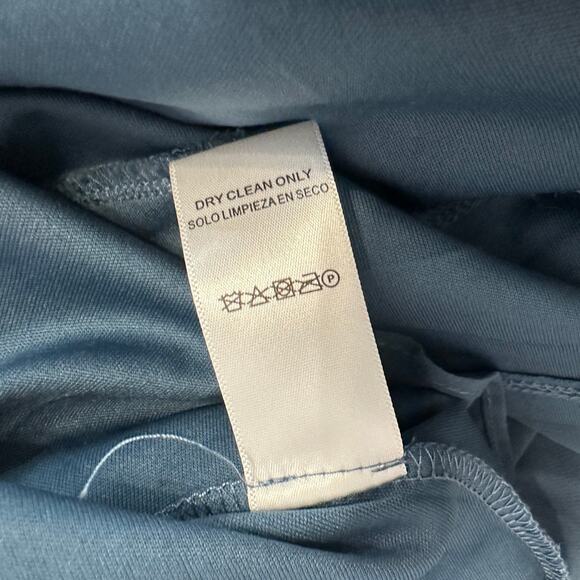 DRY CLEAN ONLY
SOLO LIMPIEZA EN SECO
P